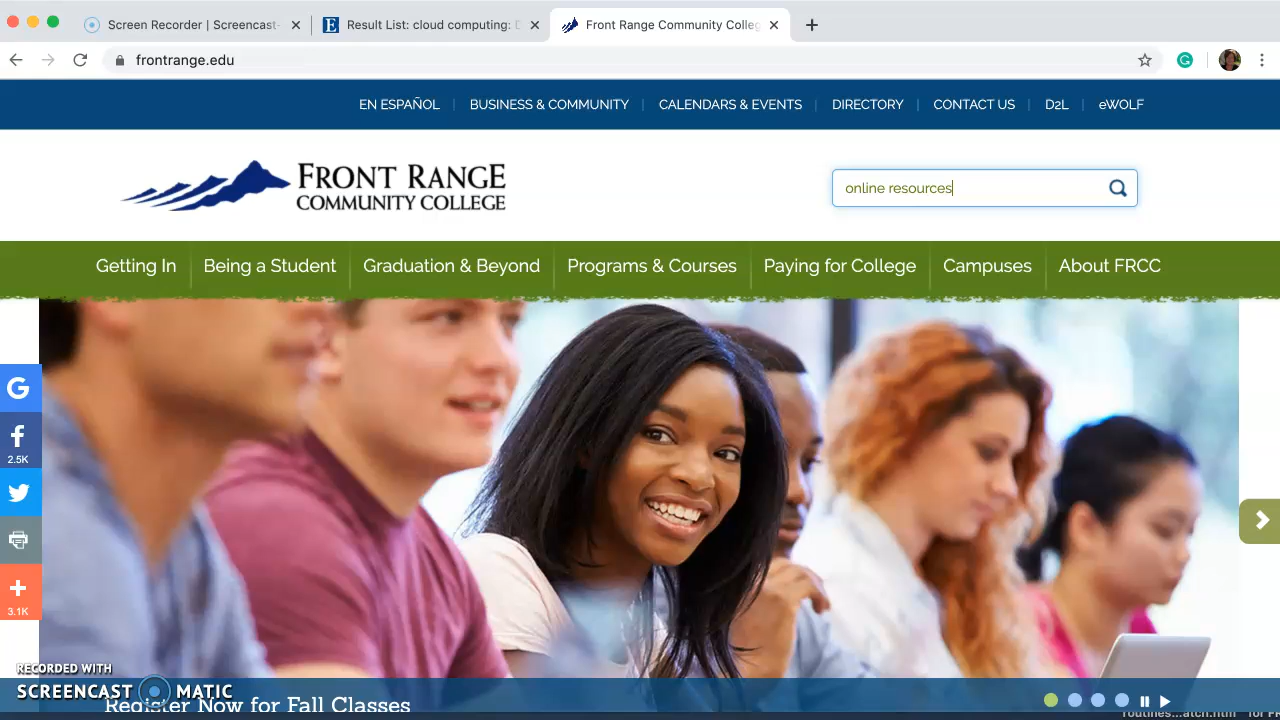 Screen Recorder | Screencast-
Result List: cloud computing:
Front Range Community Colleg
frontrange.edu
EN ESPAÑOL
BUSINESS & COMMUNITY
CALENDARS & EVENTS
DIRECTORY
CONTACT US
D2L
eWOLF
FRONT RANGE
COMMUNITY COLLEGE
online resources
Getting In
Being a Student
Graduation & Beyond
Programs & Courses
Paying for College
Campuses
About FRCC
2.5K
3.1K
RECORDED WITH
SCREENCAST MATIC
Register Now for Fall Classes